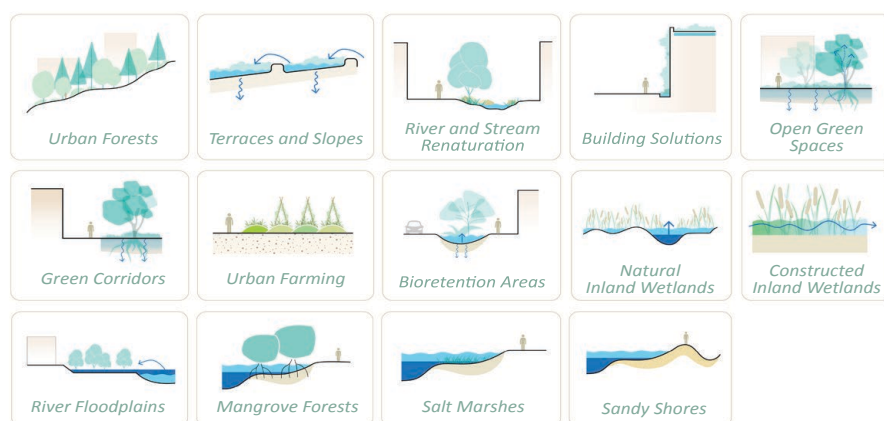 Urban Forests
Terraces and Slopes
River and Stream
Renaturation
Building Solutions
Open Green
Spaces
Green Corridors
Urban Farming
Bioretention Areas
Natural
Inland Wetlands
Constructed
Inland Wetlands
River Floodplains
Mangrove Forests
Salt Marshes
Sandy Shores